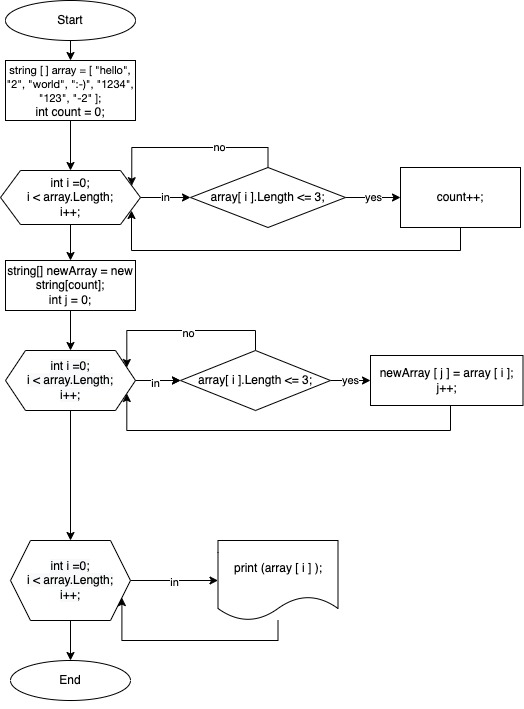 Start
string [ ] array = [ "hello",
"2", "world", ":-)", "1234",
"123", "-2" ];
int count = 0;
no
int i =0;
i < array.Length;
i++;
in
array[ i ].Length <= 3;
yes
count++;
string[] newArray = new
string[count];
int j = 0;
no
int i =0;
i < array.Length;
i++;
in
array[ i ].Length <= 3;
yes
newArray [ j ] = array [ i ];
j++;
int i =0;
i < array.Length;
i++;
in
print (array [ i ] );
End